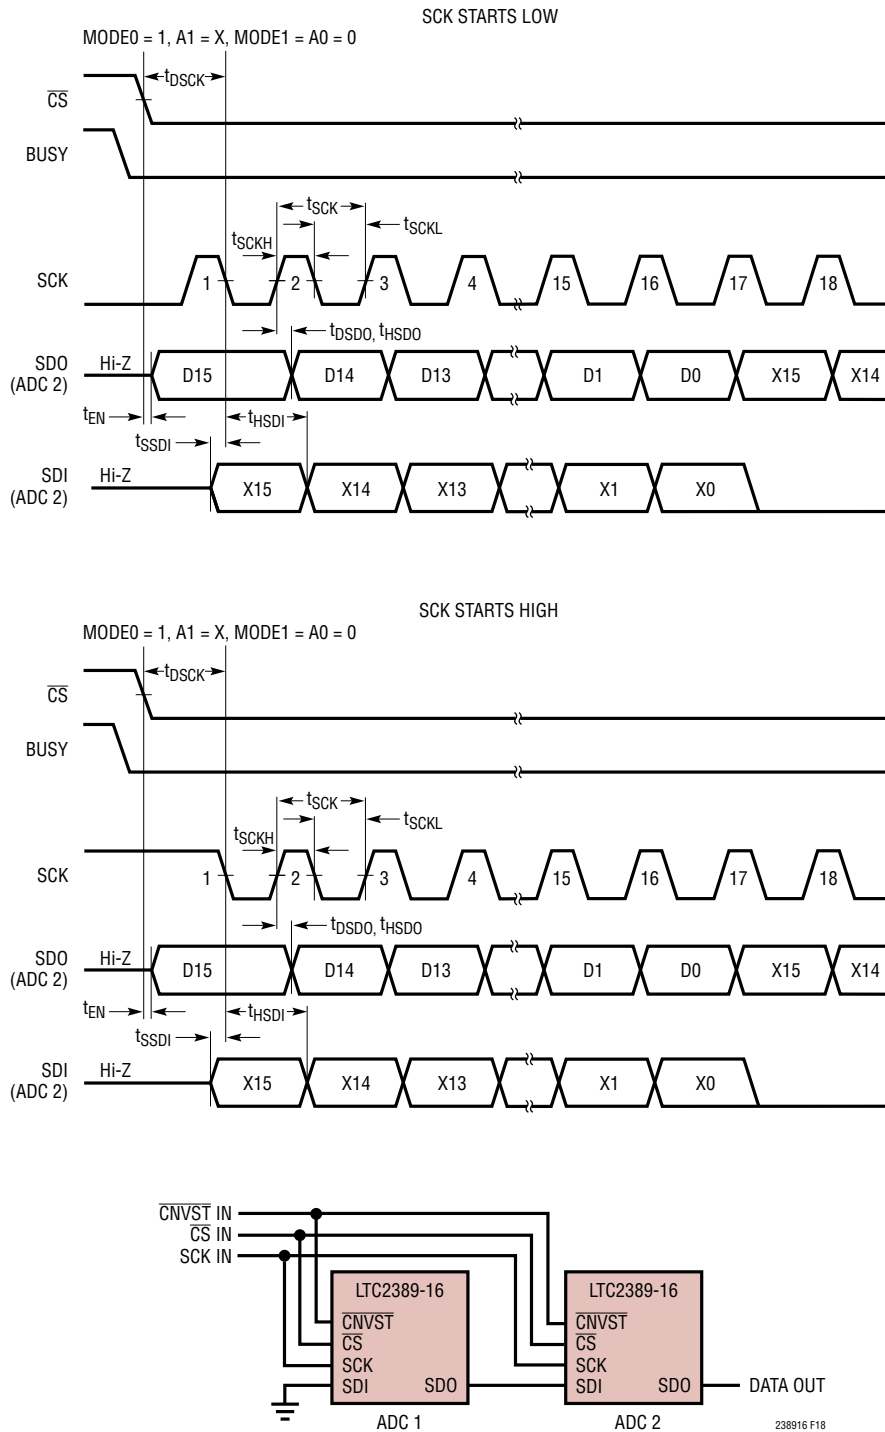 SCK STARTS LOW
MODE0 = 1, A1 = X, MODE1 = A0 = 0
tDSCK
CS
BUSY
tSCK
tSCKL
tSCKH
SCK
1 2 3 4 15 16 17 18
tDSDO, tHSDO
SDO
(ADC 2)
Hi-Z
D15 D14 D13 D1 D0 X15 X14
tEN
tHSDI
tSSDI
SDI
(ADC 2)
Hi-Z
X15 X14 X13 X1 X0
SCK STARTS HIGH
MODE0 = 1, A1 = X, MODE1 = A0 = 0
tDSCK
CS
BUSY
tSCK
tSCKL
tSCKH
SCK
1 2 3 4 15 16 17 18
tDSDO, tHSDO
SDO
(ADC 2)
Hi-Z
D15 D14 D13 D1 D0 X15 X14
tEN
tHSDI
tSSDI
SDI
(ADC 2)
Hi-Z
X15 X14 X13 X1 X0
CNVST IN
CS IN
SCK IN
LTC2389-16
CNVST
CS
SCK
SDI SDO
ADC 1
LTC2389-16
CNVST
CS
SCK
SDI SDO
ADC 2
DATA OUT
238916 F18